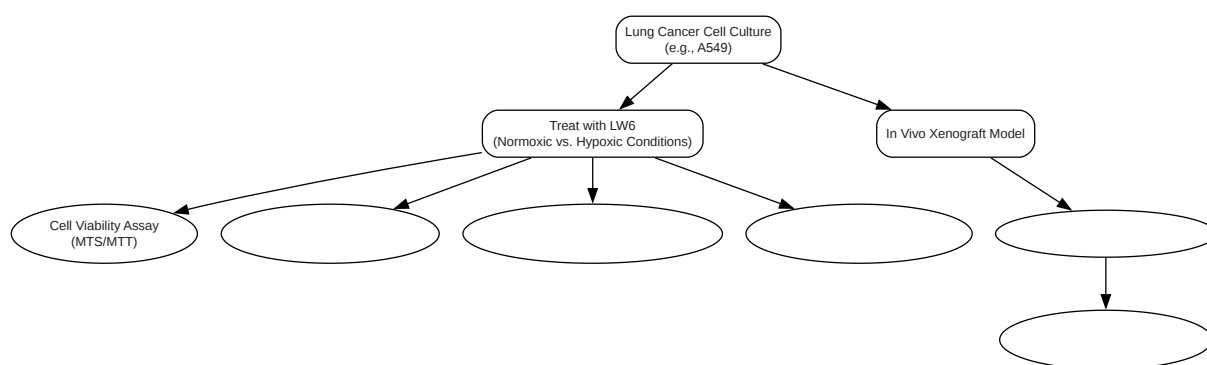 Lung Cancer Cell Culture
(e.g., A549)
Treat with LW6
(Normoxic vs. Hypoxic Conditions)
In Vivo Xenograft Model
Cell Viability Assay
(MTS/MTT)